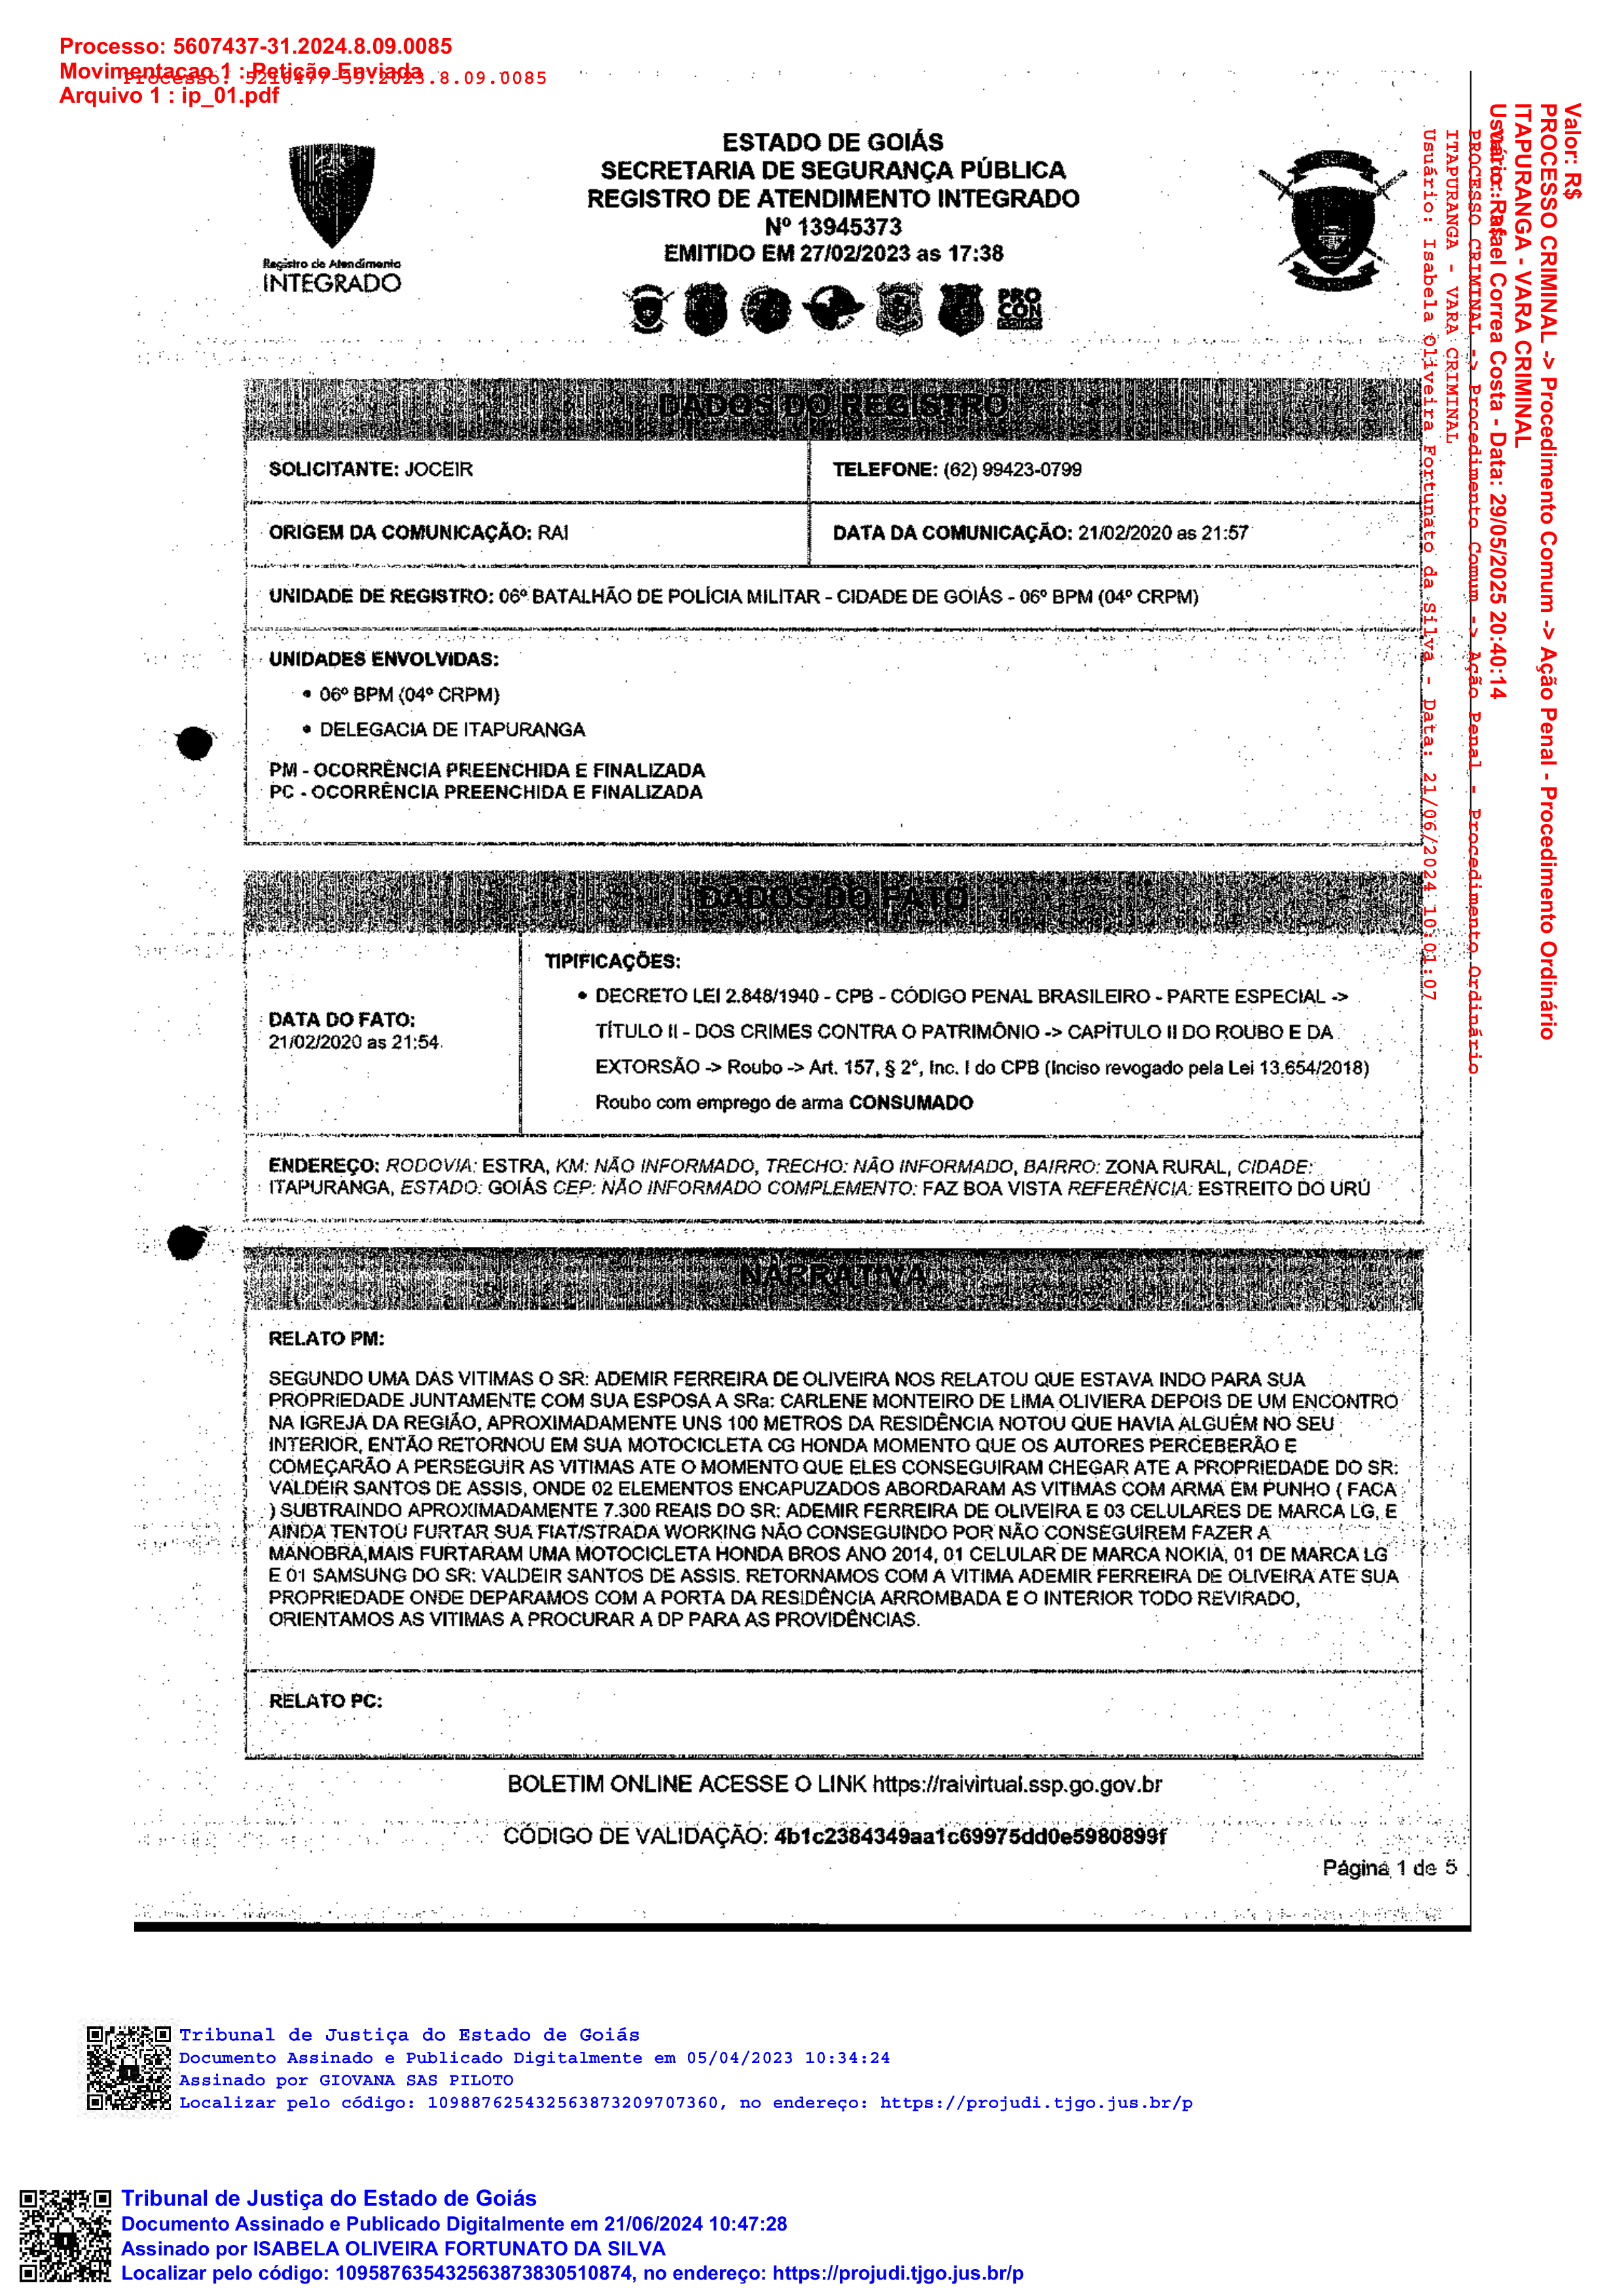 Processo: 5607437-31.2024.8.09.0085
Movimentacao 1 : Petição Enviada
Processo: 5216477-39.2023.8.09.0085
Arquivo 1 : ip_01.pdf
Valor: R$
PROCESSO CRIMINAL -> Procedimento Comum -> Ação Penal - Procedimento Ordinário
ITAPURANGA - VARA CRIMINAL
Usuário: Rafael Correa Costa - Data: 29/05/2025 20:40:14
PROCESSO CRIMINAL -> Procedimento Comum -> Ação Penal - Procedimento Ordinário
ITAPURANGA - VARA CRIMINAL
Usuário: Isabela Oliveira Fortunato da Silva - Data: 21/06/2024 10:01:07
Registro de Atendimento
INTEGRADO
ESTADO DE GOIÁS
SECRETARIA DE SEGURANÇA PÚBLICA
REGISTRO DE ATENDIMENTO INTEGRADO
Nº 13945373
EMITIDO EM 27/02/2023 as 17:38
PRO
CON
DADOS DO REGISTRO
SOLICITANTE: JOCEIR
TELEFONE: (62) 99423-0799
ORIGEM DA COMUNICAÇÃO: RAI
DATA DA COMUNICAÇÃO: 21/02/2020 as 21:57
UNIDADE DE REGISTRO: 06º BATALHÃO DE POLÍCIA MILITAR - CIDADE DE GOIÁS - 06º BPM (04º CRPM)
UNIDADES ENVOLVIDAS:
• 06º BPM (04º CRPM)
• DELEGACIA DE ITAPURANGA
PM - OCORRÊNCIA PREENCHIDA E FINALIZADA
PC - OCORRÊNCIA PREENCHIDA E FINALIZADA
DADOS DO FATO
DATA DO FATO:
21/02/2020 as 21:54
TIPIFICAÇÕES:
• DECRETO LEI 2.848/1940 - CPB - CÓDIGO PENAL BRASILEIRO - PARTE ESPECIAL ->
TÍTULO II - DOS CRIMES CONTRA O PATRIMÔNIO -> CAPÍTULO II DO ROUBO E DA
EXTORSÃO -> Roubo -> Art. 157, § 2º, Inc. I do CPB (Inciso revogado pela Lei 13.654/2018)
Roubo com emprego de arma CONSUMADO
ENDEREÇO: RODOVIA: ESTRA, KM: NÃO INFORMADO, TRECHO: NÃO INFORMADO, BAIRRO: ZONA RURAL, CIDADE:
ITAPURANGA, ESTADO: GOIÁS CEP: NÃO INFORMADO COMPLEMENTO: FAZ BOA VISTA REFERÊNCIA: ESTREITO DO URÚ
NARRATIVA
RELATO PM:
SEGUNDO UMA DAS VITIMAS O SR: ADEMIR FERREIRA DE OLIVEIRA NOS RELATOU QUE ESTAVA INDO PARA SUA
PROPRIEDADE JUNTAMENTE COM SUA ESPOSA A SRa: CARLENE MONTEIRO DE LIMA OLIVIERA DEPOIS DE UM ENCONTRO
NA IGREJA DA REGIÃO, APROXIMADAMENTE UNS 100 METROS DA RESIDÊNCIA NOTOU QUE HAVIA ALGUÉM NO SEU
INTERIOR, ENTÃO RETORNOU EM SUA MOTOCICLETA CG HONDA MOMENTO QUE OS AUTORES PERCEBERÃO E
COMEÇARÃO A PERSEGUIR AS VITIMAS ATE O MOMENTO QUE ELES CONSEGUIRAM CHEGAR ATE A PROPRIEDADE DO SR:
VALDEIR SANTOS DE ASSIS, ONDE 02 ELEMENTOS ENCAPUZADOS ABORDARAM AS VITIMAS COM ARMA EM PUNHO ( FACA
) SUBTRAINDO APROXIMADAMENTE 7.300 REAIS DO SR: ADEMIR FERREIRA DE OLIVEIRA E 03 CELULARES DE MARCA LG, E
AINDA TENTOU FURTAR SUA FIAT/STRADA WORKING NÃO CONSEGUINDO POR NÃO CONSEGUIREM FAZER A
MANOBRA,MAIS FURTARAM UMA MOTOCICLETA HONDA BROS ANO 2014, 01 CELULAR DE MARCA NOKIA, 01 DE MARCA LG
E 01 SAMSUNG DO SR: VALDEIR SANTOS DE ASSIS. RETORNAMOS COM A VITIMA ADEMIR FERREIRA DE OLIVEIRA ATE SUA
PROPRIEDADE ONDE DEPARAMOS COM A PORTA DA RESIDÊNCIA ARROMBADA E O INTERIOR TODO REVIRADO,
ORIENTAMOS AS VITIMAS A PROCURAR A DP PARA AS PROVIDÊNCIAS.
RELATO PC:
BOLETIM ONLINE ACESSE O LINK https://raivirtual.ssp.go.gov.br
CÓDIGO DE VALIDAÇÃO: 4b1c2384349aa1c69975dd0e5980899f
Página 1 de 5
Tribunal de Justiça do Estado de Goiás
Documento Assinado e Publicado Digitalmente em 05/04/2023 10:34:24
Assinado por GIOVANA SAS PILOTO
Localizar pelo código: 109887625432563873209707360, no endereço: https://projudi.tjgo.jus.br/p
Tribunal de Justiça do Estado de Goiás
Documento Assinado e Publicado Digitalmente em 21/06/2024 10:47:28
Assinado por ISABELA OLIVEIRA FORTUNATO DA SILVA
Localizar pelo código: 109587635432563873830510874, no endereço: https://projudi.tjgo.jus.br/p